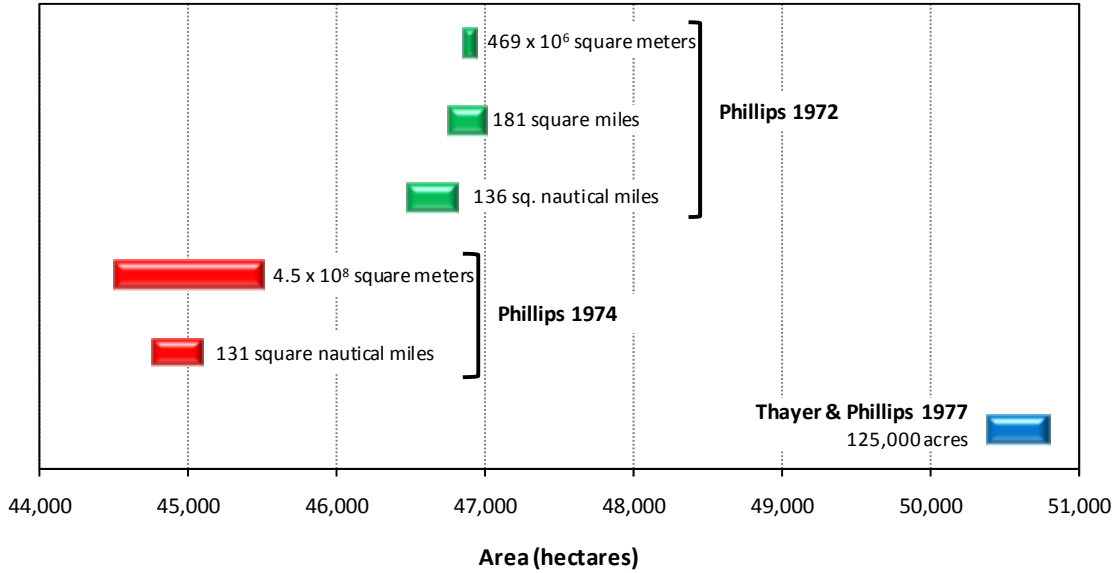 469 x 10⁶ square meters
181 square miles
Phillips 1972
136 sq. nautical miles
4.5 x 10⁸ square meters
Phillips 1974
131 square nautical miles
Thayer & Phillips 1977
125,000 acres
44,000 45,000 46,000 47,000 48,000 49,000 50,000 51,000
Area (hectares)